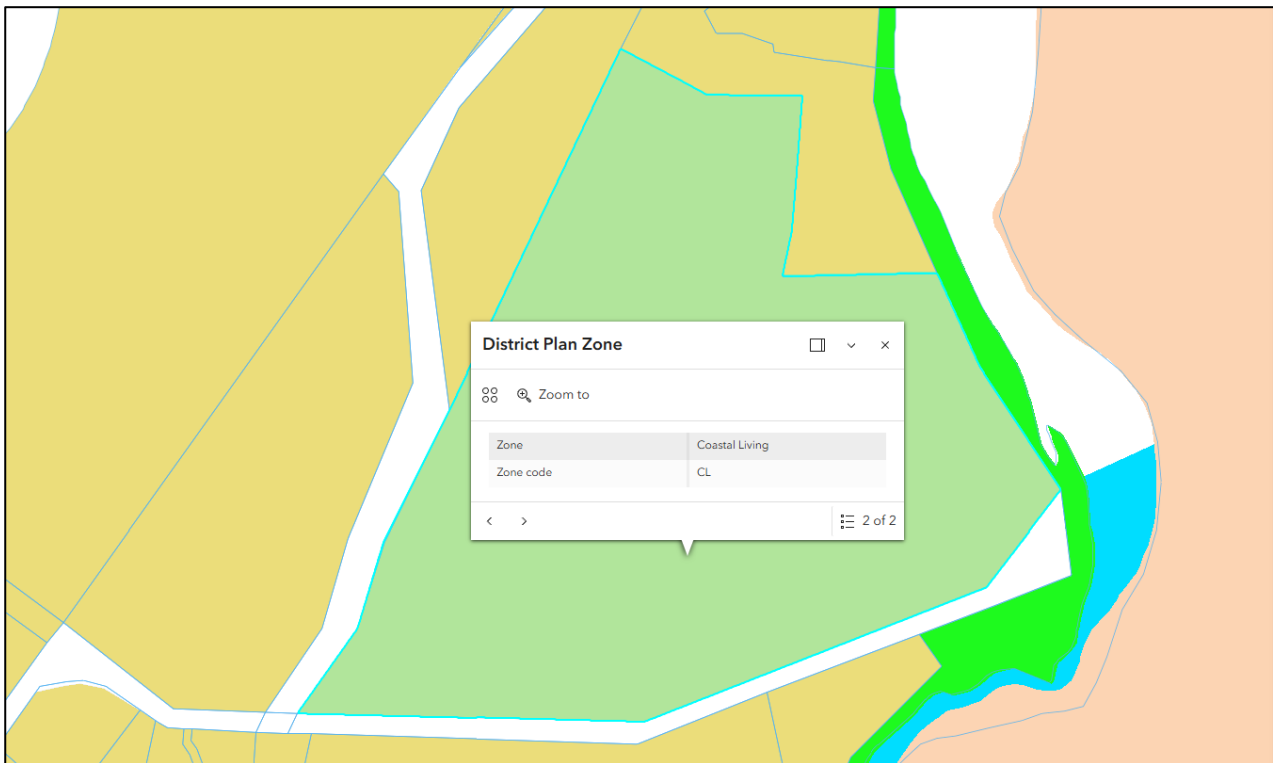 District Plan Zone
Zoom to
Zone Coastal Living
Zone code CL
2 of 2